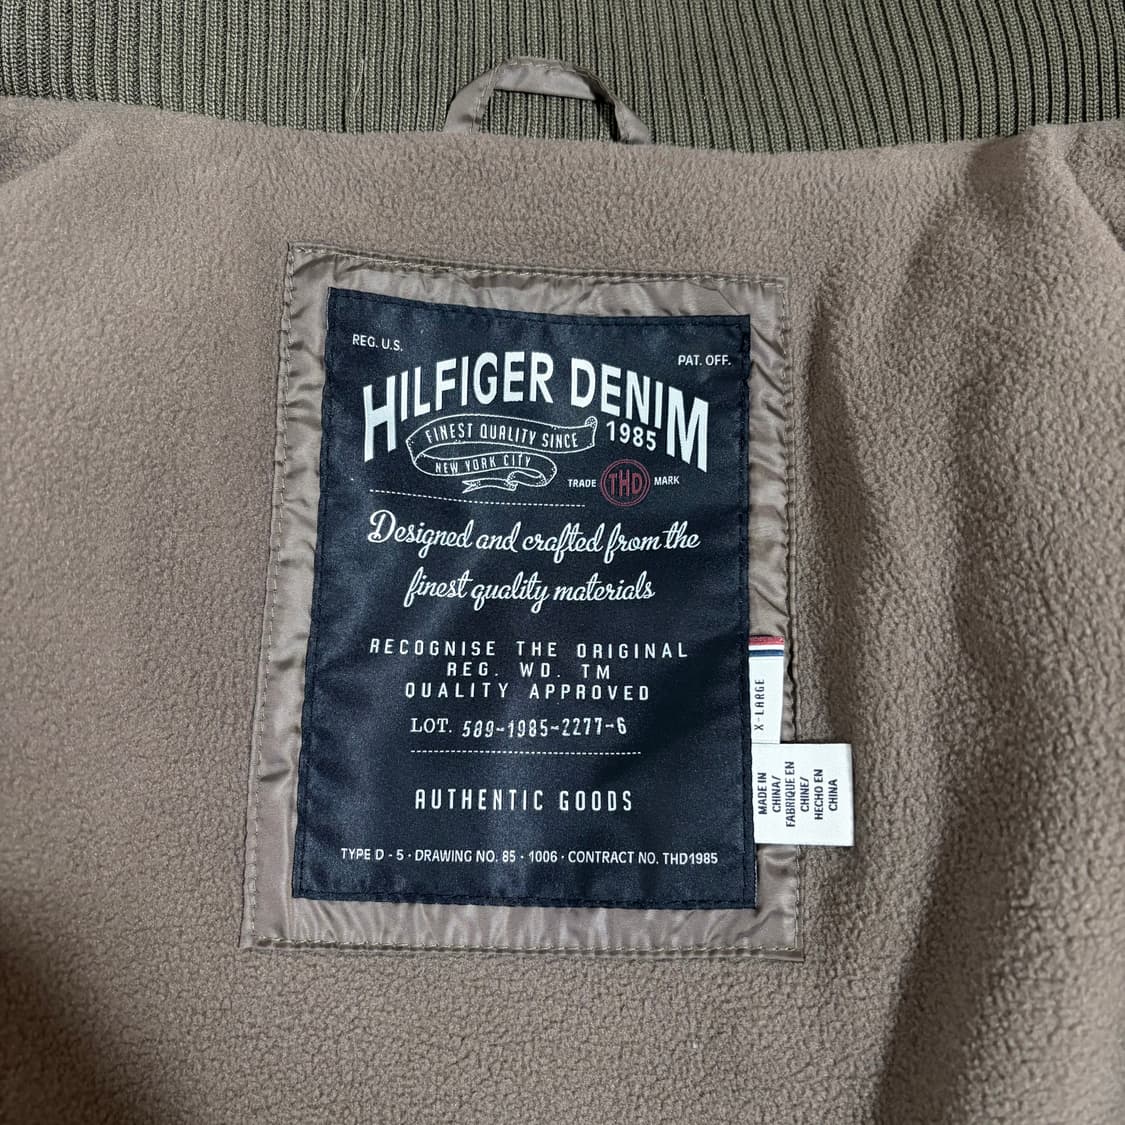 REG. U.S.
PAT. OFF.
HILFIGER DENIM
FINEST QUALITY SINCE 1985
NEW YORK CITY
TRADE THD MARK
Designed and crafted from the
finest quality materials
RECOGNISE THE ORIGINAL
REG. WD. TM
QUALITY APPROVED
LOT. 589-1985-2277-6
AUTHENTIC GOODS
TYPE D - 5 · DRAWING NO. 85 · 1006 · CONTRACT NO. THD1985
X-LARGE
MADE IN
CHINA/
FABRIQUE EN
CHINE/
HECHO EN
CHINA